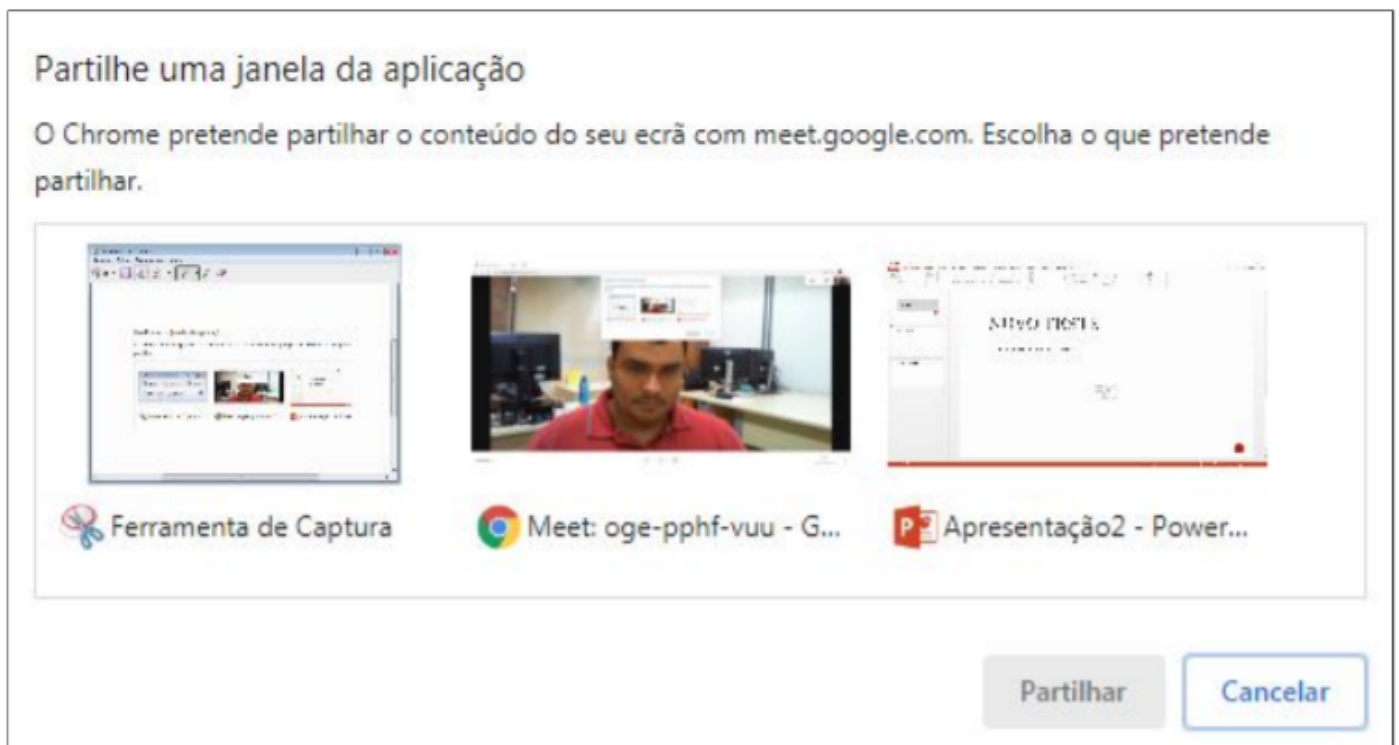 Partilhe uma janela da aplicação
O Chrome pretende partilhar o conteúdo do seu ecrã com meet.google.com. Escolha o que pretende
partilhar.
Ferramenta de Captura
Meet: oge-pphf-vuu - G...
Apresentação2 - Power...
Partilhar
Cancelar